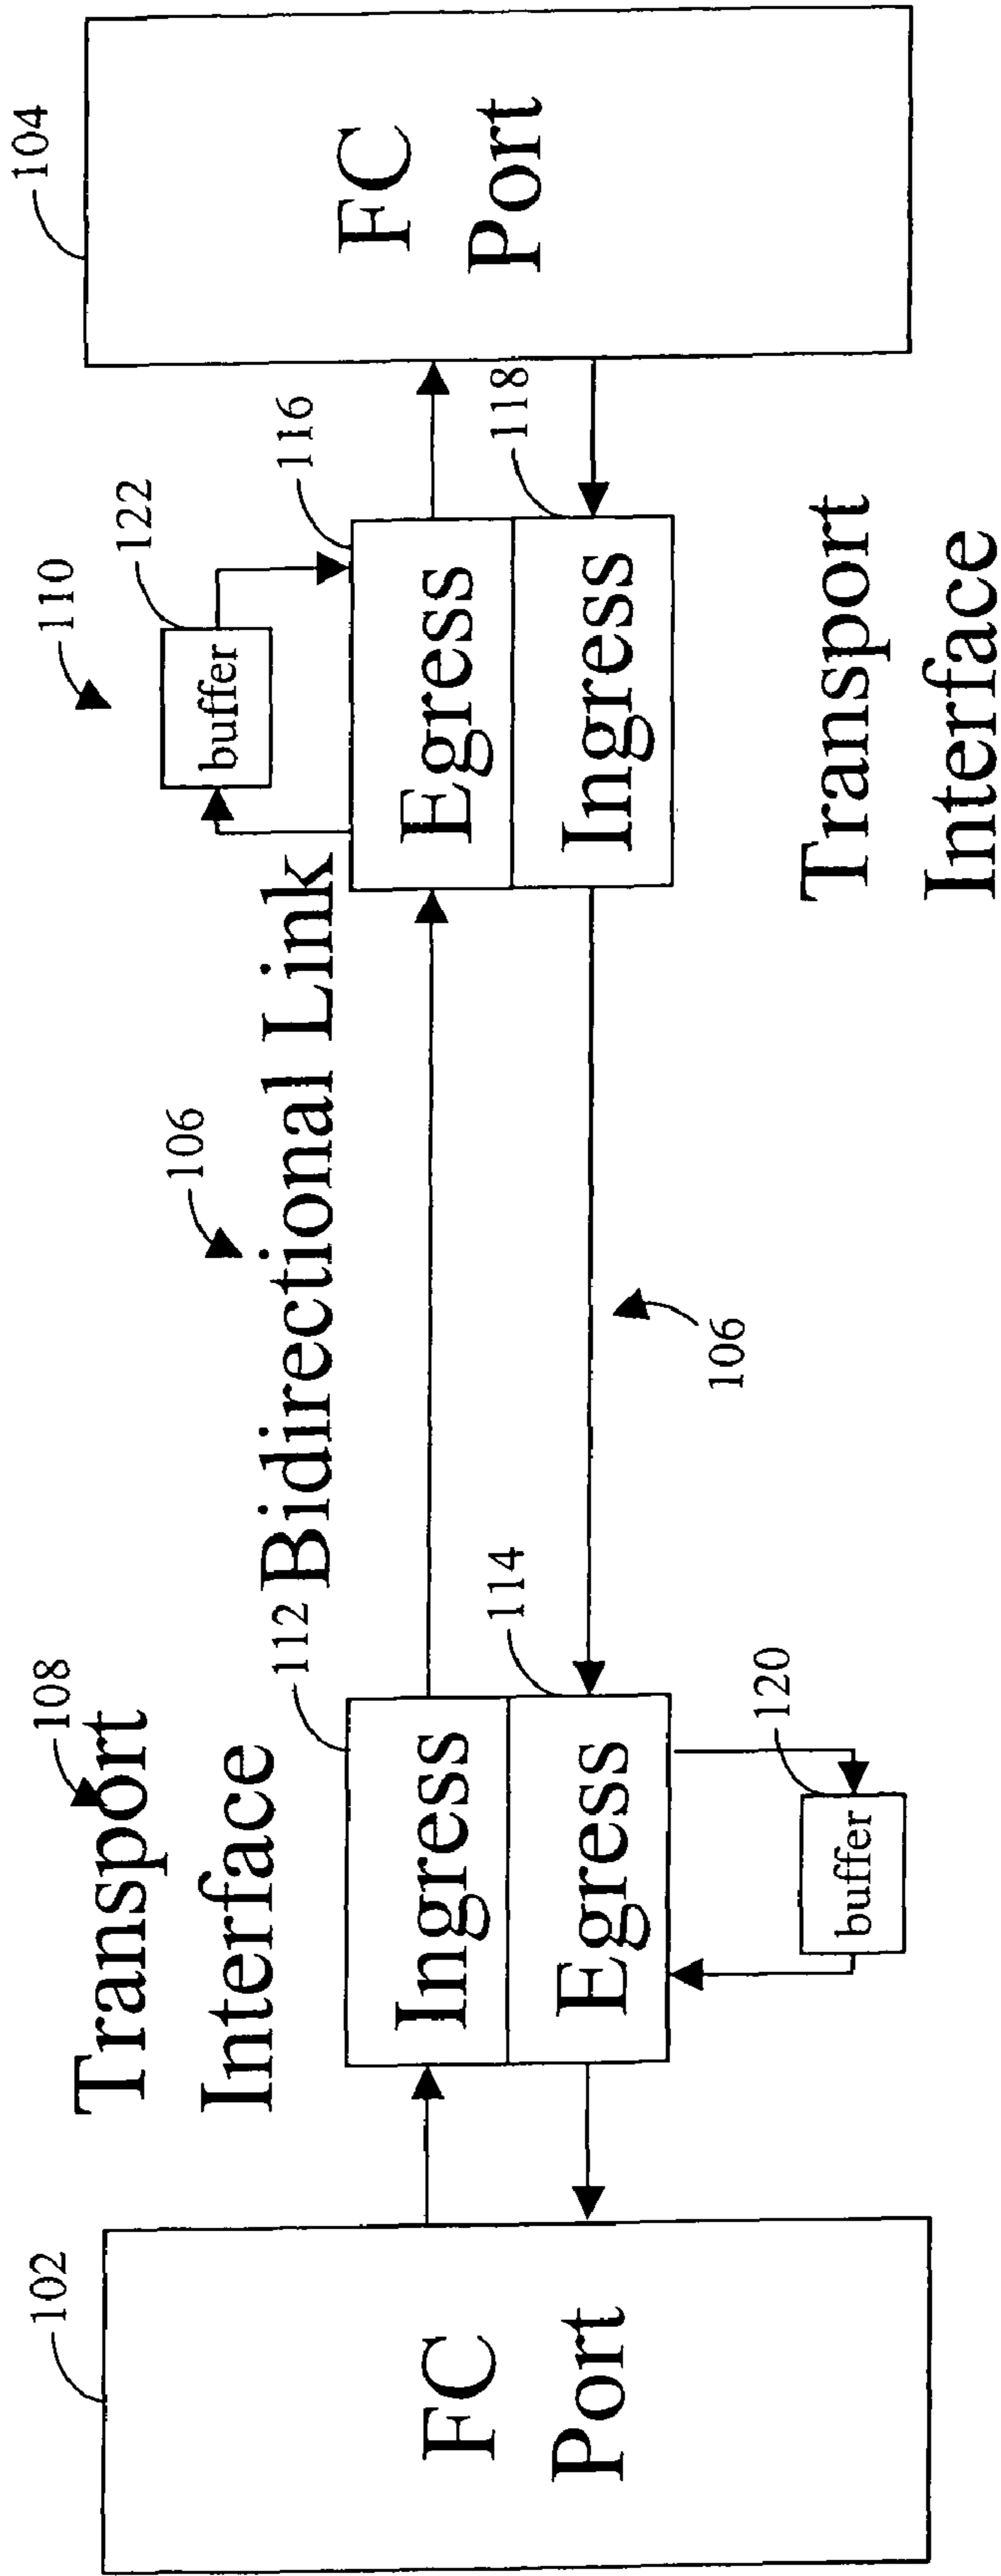 102
FC
Port
108
Transport
Interface
112
Ingress
114
Egress
120
buffer
106
Bidirectional Link
106
110
122
buffer
116
Egress
118
Ingress
Transport
Interface
104
FC
Port